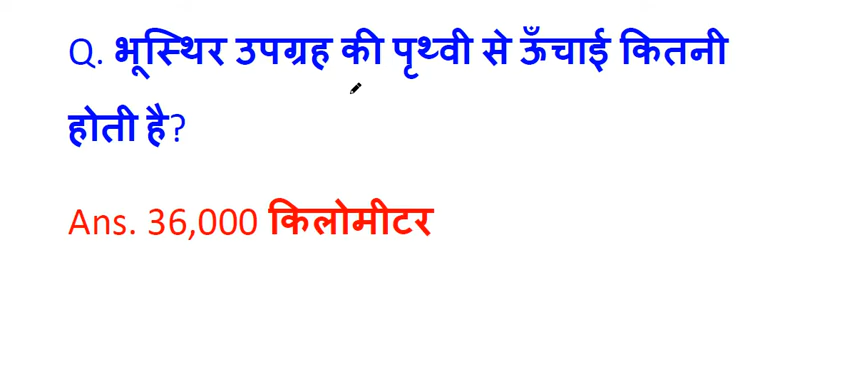 Q. भूस्थिर उपग्रह की पृथ्वी से ऊँचाई कितनी
होती है?
Ans. 36,000 किलोमीटर